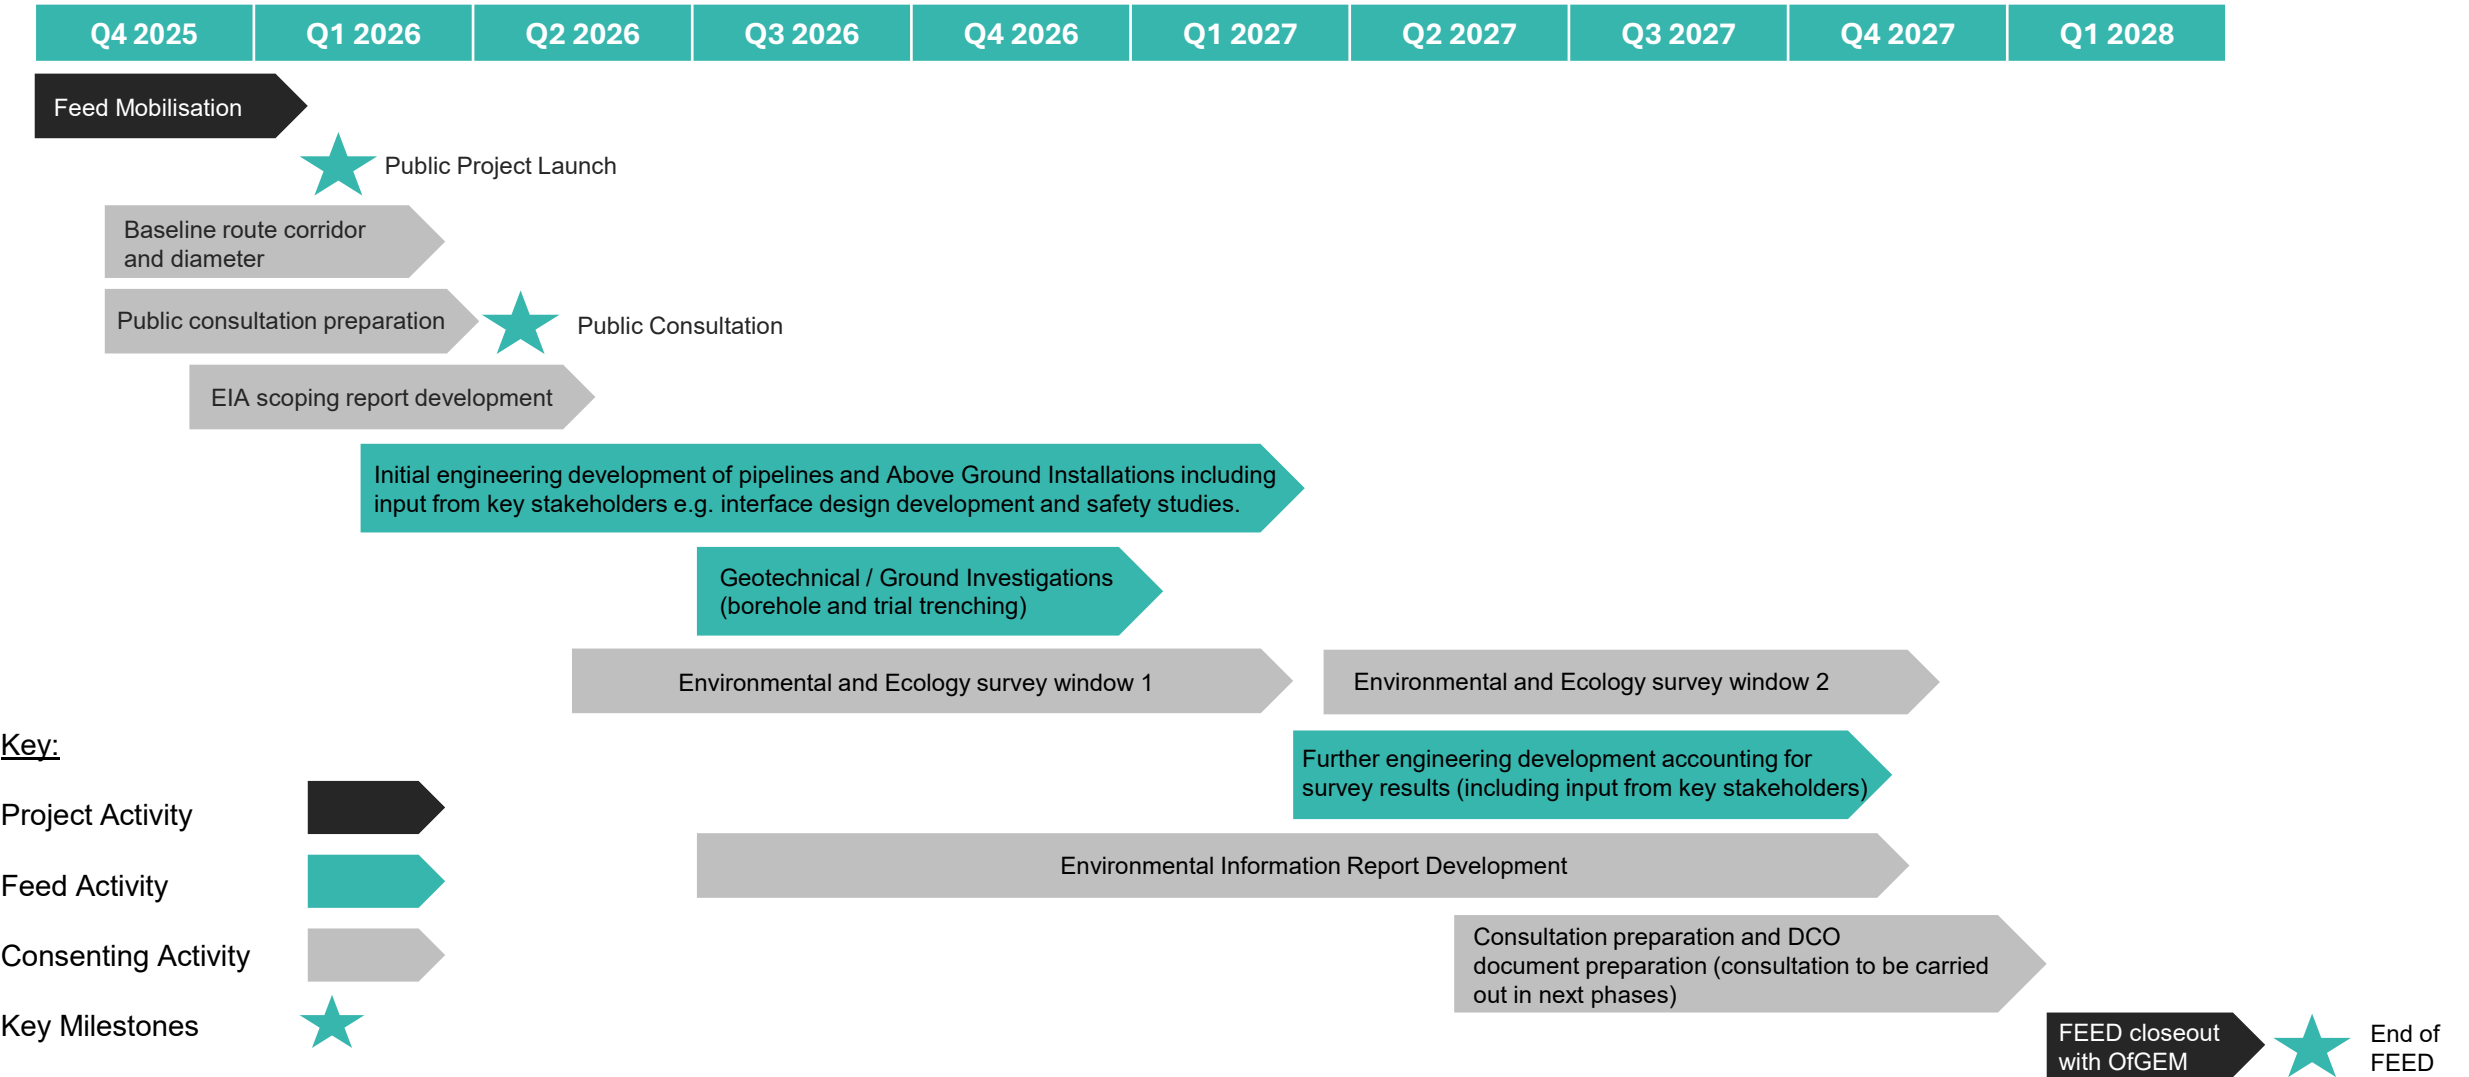 Q4 2025
Q1 2026
Q2 2026
Q3 2026
Q4 2026
Q1 2027
Q2 2027
Q3 2027
Q4 2027
Q1 2028
Feed Mobilisation
Public Project Launch
Baseline route corridor
and diameter
Public consultation preparation
Public Consultation
EIA scoping report development
Initial engineering development of pipelines and Above Ground Installations including
input from key stakeholders e.g. interface design development and safety studies.
Geotechnical / Ground Investigations
(borehole and trial trenching)
Environmental and Ecology survey window 1
Environmental and Ecology survey window 2
Further engineering development accounting for
survey results (including input from key stakeholders)
Environmental Information Report Development
Consultation preparation and DCO
document preparation (consultation to be carried
out in next phases)
FEED closeout
with OfGEM
End of
FEED
Key:
Project Activity
Feed Activity
Consenting Activity
Key Milestones